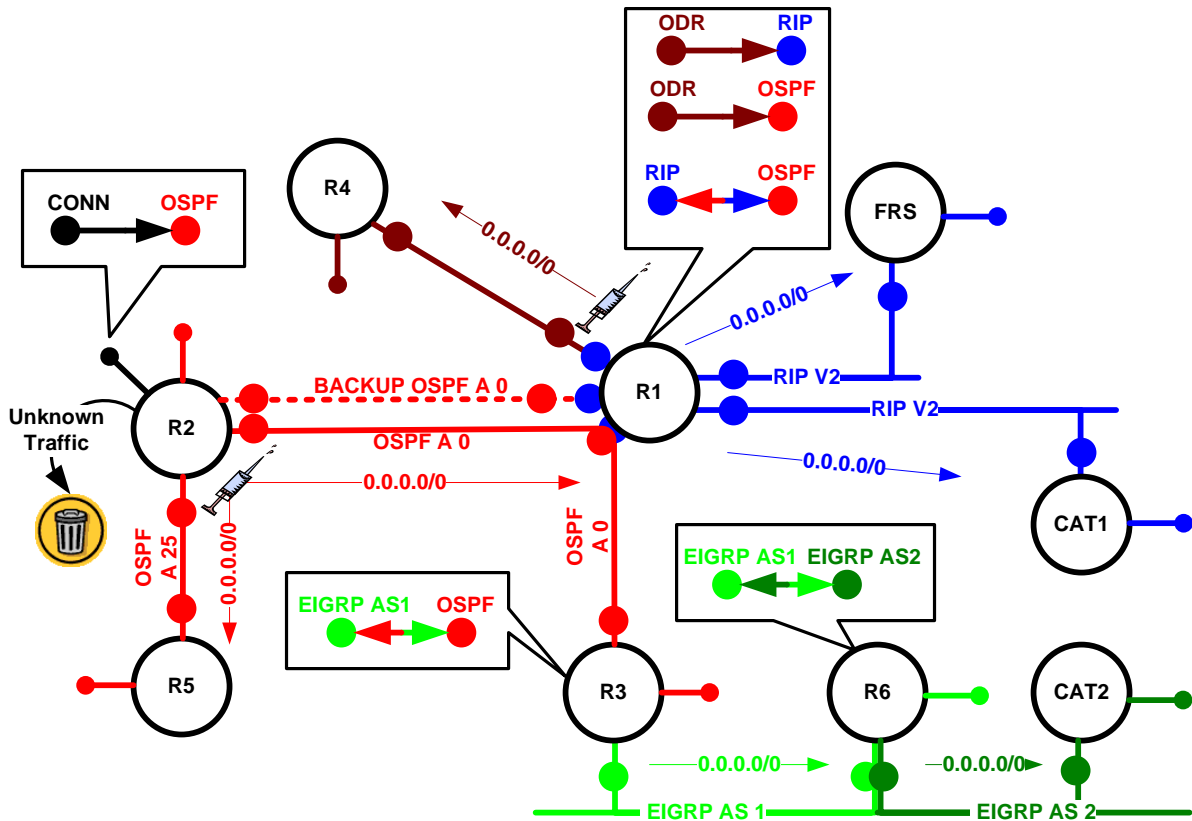 ODR RIP
ODR OSPF
RIP OSPF
R4
FRS
CONN OSPF
0.0.0.0/0
0.0.0.0/0
BACKUP OSPF A 0
R1
RIP V2
RIP V2
Unknown
Traffic
R2
OSPF A 0
0.0.0.0/0
0.0.0.0/0
OSPF
A 25
0.0.0.0/0
OSPF
A 0
CAT1
EIGRP AS1 EIGRP AS2
EIGRP AS1 OSPF
R5
R3
R6
CAT2
0.0.0.0/0
0.0.0.0/0
EIGRP AS 1
EIGRP AS 2